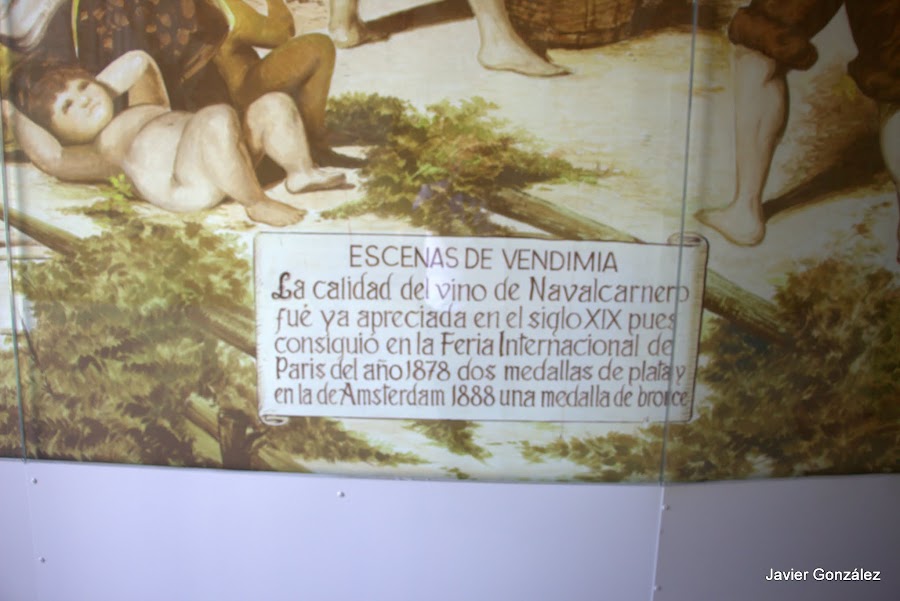 ESCENAS DE VENDIMIA
La calidad del vino de Navalcarnero
fué ya apreciada en el siglo XIX pues
consiguió en la Feria Internacional de
Paris del año 1878 dos medallas de plata y
en la de Amsterdam 1888 una medalla de bronce
Javier González